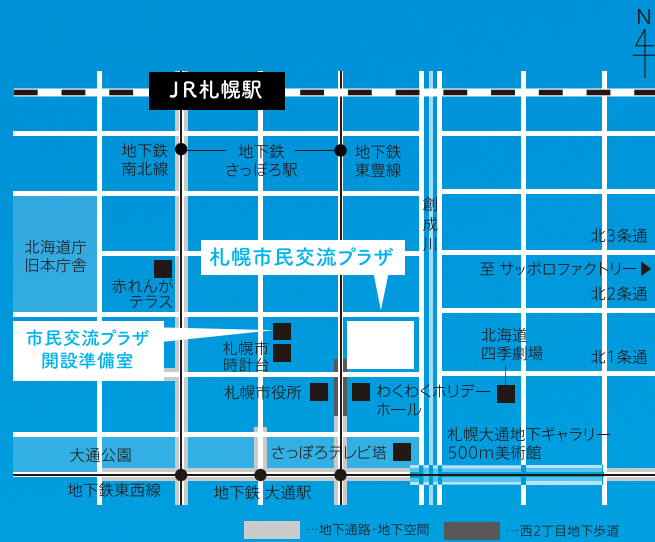 N
JR札幌駅
地下鉄
南北線
地下鉄
さっぽろ駅
地下鉄
東豊線
創成川
北3条通
北海道庁
旧本庁舎
札幌市民交流プラザ
至 サッポロファクトリー
赤れんが
テラス
北2条通
市民交流プラザ
開設準備室
札幌市
時計台
北海道
四季劇場
北1条通
札幌市役所
わくわくホリデー
ホール
大通公園
さっぽろテレビ塔
札幌大通地下ギャラリー
500m美術館
地下鉄東西線
地下鉄 大通駅
…地下通路・地下空間
…西2丁目地下歩道